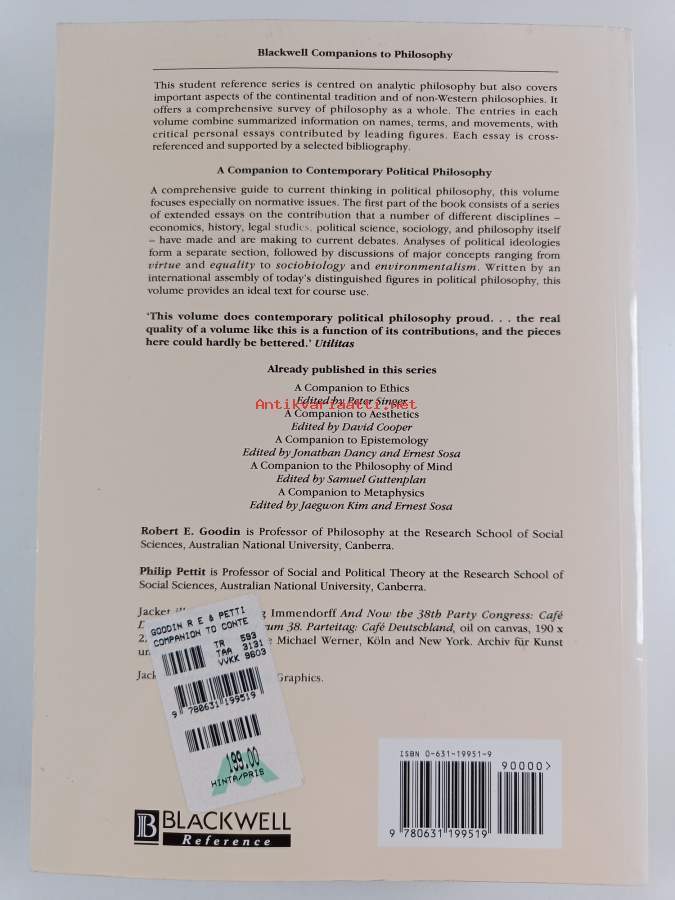 Blackwell Companions to Philosophy
This student reference series is centred on analytic philosophy but also covers
important aspects of the continental tradition and of non-Western philosophies. It
offers a comprehensive survey of philosophy as a whole. The entries in each
volume combine summarized information on names, terms, and movements, with
critical personal essays contributed by leading figures. Each essay is cross-
referenced and supported by a selected bibliography.
A Companion to Contemporary Political Philosophy
A comprehensive guide to current thinking in political philosophy, this volume
focuses especially on normative issues. The first part of the book consists of a series
of extended essays on the contribution that a number of different disciplines –
economics, history, legal studies, political science, sociology, and philosophy itself
– have made and are making to current debates. Analyses of political ideologies
form a separate section, followed by discussions of major concepts ranging from
virtue and equality to sociobiology and environmentalism. Written by an
international assembly of today's distinguished figures in political philosophy, this
volume provides an ideal text for course use.
'This volume does contemporary political philosophy proud. . . the real
quality of a volume like this is a function of its contributions, and the pieces
here could hardly be bettered.' Utilitas
Already published in this series
A Companion to Ethics
Edited by Peter Singer
Antikvariaatti.net
A Companion to Aesthetics
Edited by David Cooper
A Companion to Epistemology
Edited by Jonathan Dancy and Ernest Sosa
A Companion to the Philosophy of Mind
Edited by Samuel Guttenplan
A Companion to Metaphysics
Edited by Jaegwon Kim and Ernest Sosa
Robert E. Goodin is Professor of Philosophy at the Research School of Social
Sciences, Australian National University, Canberra.
Philip Pettit is Professor of Social and Political Theory at the Research School of
Social Sciences, Australian National University, Canberra.
Jacket Immendorff And Now the 38th Party Congress: Café
38. Parteitag: Café Deutschland, oil on canvas, 190 x
Michael Werner, Köln and New York. Archiv für Kunst
Graphics.
GOODIN R E & PETTI
COMPANION TO CONTE
TR 583
TAA 3131
VVKK 9603
9 780631 199519
199.00
HINTA/PRIS
BLACKWELL
Reference
ISBN 0-631-19951-9
90000>
9 780631 199519